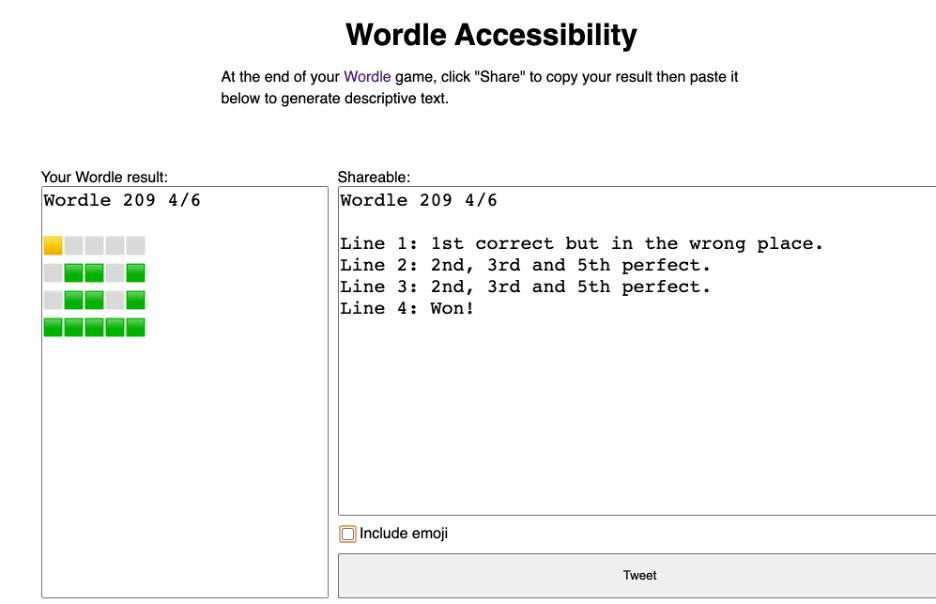 Wordle Accessibility
At the end of your Wordle game, click "Share" to copy your result then paste it
below to generate descriptive text.
Your Wordle result:
Wordle 209 4/6
🟨⬜⬜⬜⬜
⬜🟩🟩⬜🟩
⬜🟩🟩⬜🟩
🟩🟩🟩🟩🟩
Shareable:
Wordle 209 4/6
Line 1: 1st correct but in the wrong place.
Line 2: 2nd, 3rd and 5th perfect.
Line 3: 2nd, 3rd and 5th perfect.
Line 4: Won!
Include emoji
Tweet